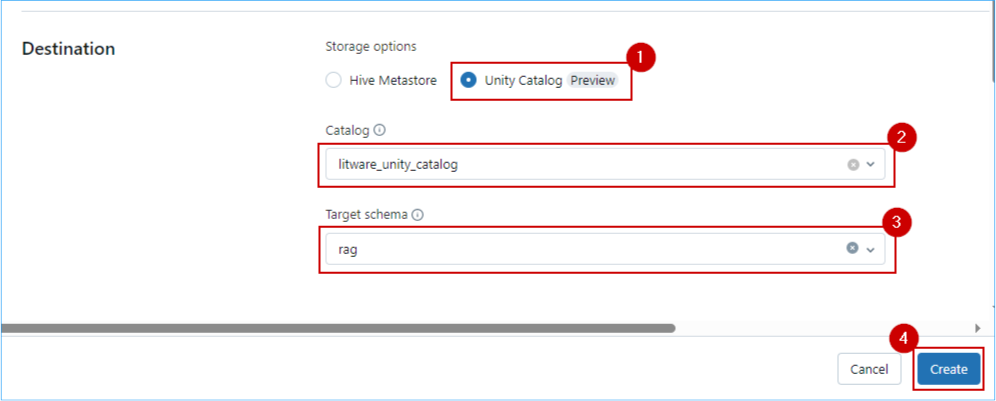 Destination
Storage options
1
Hive Metastore
Unity Catalog Preview
Catalog
2
litware_unity_catalog
Target schema
3
rag
4
Cancel
Create